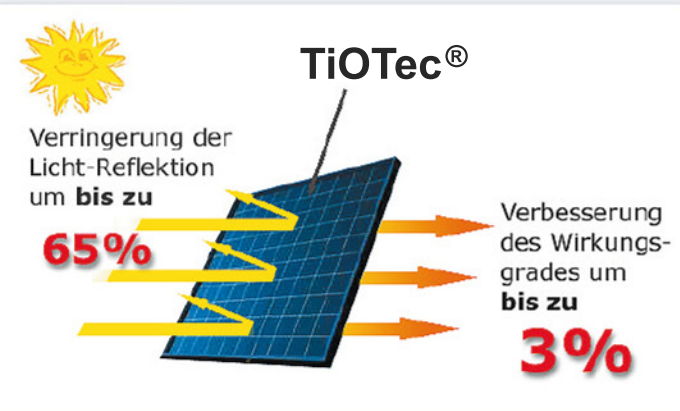 TiOTec®
Verringerung der
Licht-Reflektion
um bis zu
65%
Verbesserung
des Wirkungs-
grades um
bis zu
3%